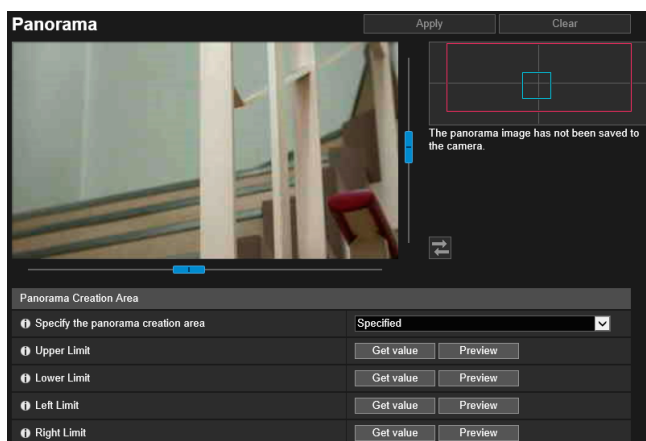 Panorama
Apply
Clear
The panorama image has not been saved to
the camera.
Panorama Creation Area
Specify the panorama creation area
Specified
Upper Limit
Get value
Preview
Lower Limit
Get value
Preview
Left Limit
Get value
Preview
Right Limit
Get value
Preview